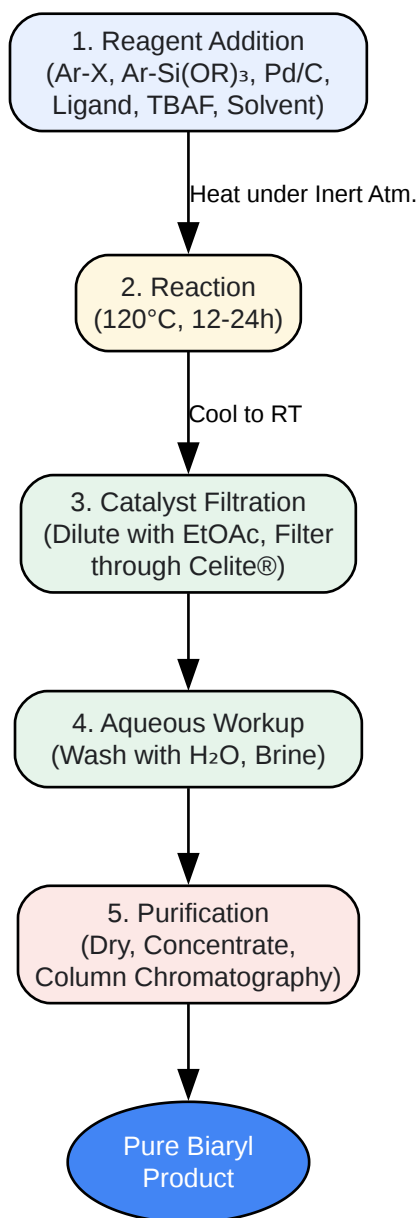 1. Reagent Addition
(Ar-X, Ar-Si(OR)₃, Pd/C,
Ligand, TBAF, Solvent)
Heat under Inert Atm.
2. Reaction
(120°C, 12-24h)
Cool to RT
3. Catalyst Filtration
(Dilute with EtOAc, Filter
through Celite®)
4. Aqueous Workup
(Wash with H₂O, Brine)
5. Purification
(Dry, Concentrate,
Column Chromatography)
Pure Biaryl
Product